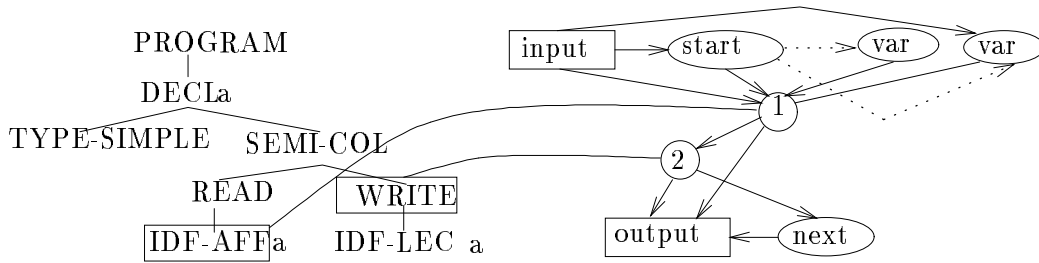 PROGRAM
DECLa
TYPE-SIMPLE
SEMI-COL
READ
WRITE
IDF-AFFa
IDF-LEC a
input
start
var
var
1
2
output
next